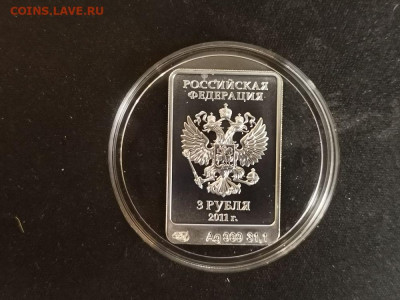 COINS.LAVE.RU
РОССИЙСКАЯ
ФЕДЕРАЦИЯ
3 РУБЛЯ
2011 г.
Ag 999 31,1